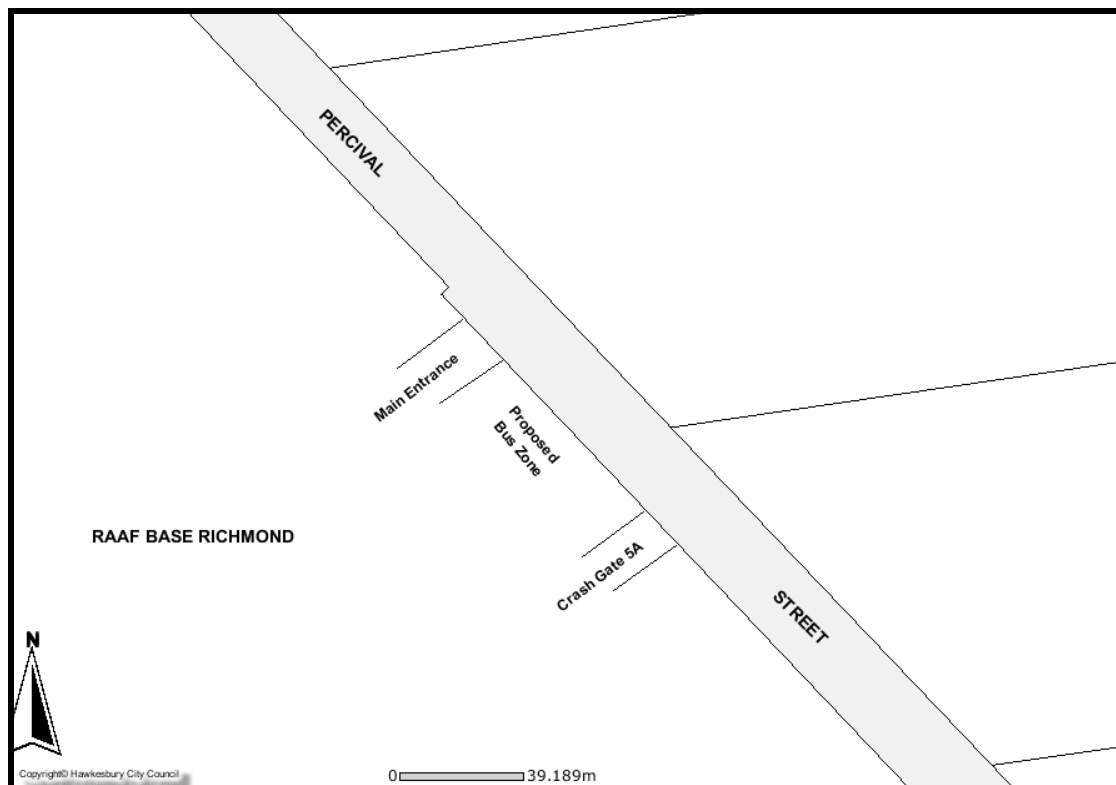 PERCIVAL
Main Entrance
Proposed
Bus Zone
RAAF BASE RICHMOND
Crash Gate 5A
STREET
N
Copyright© Hawkesbury City Council
0 39.189m